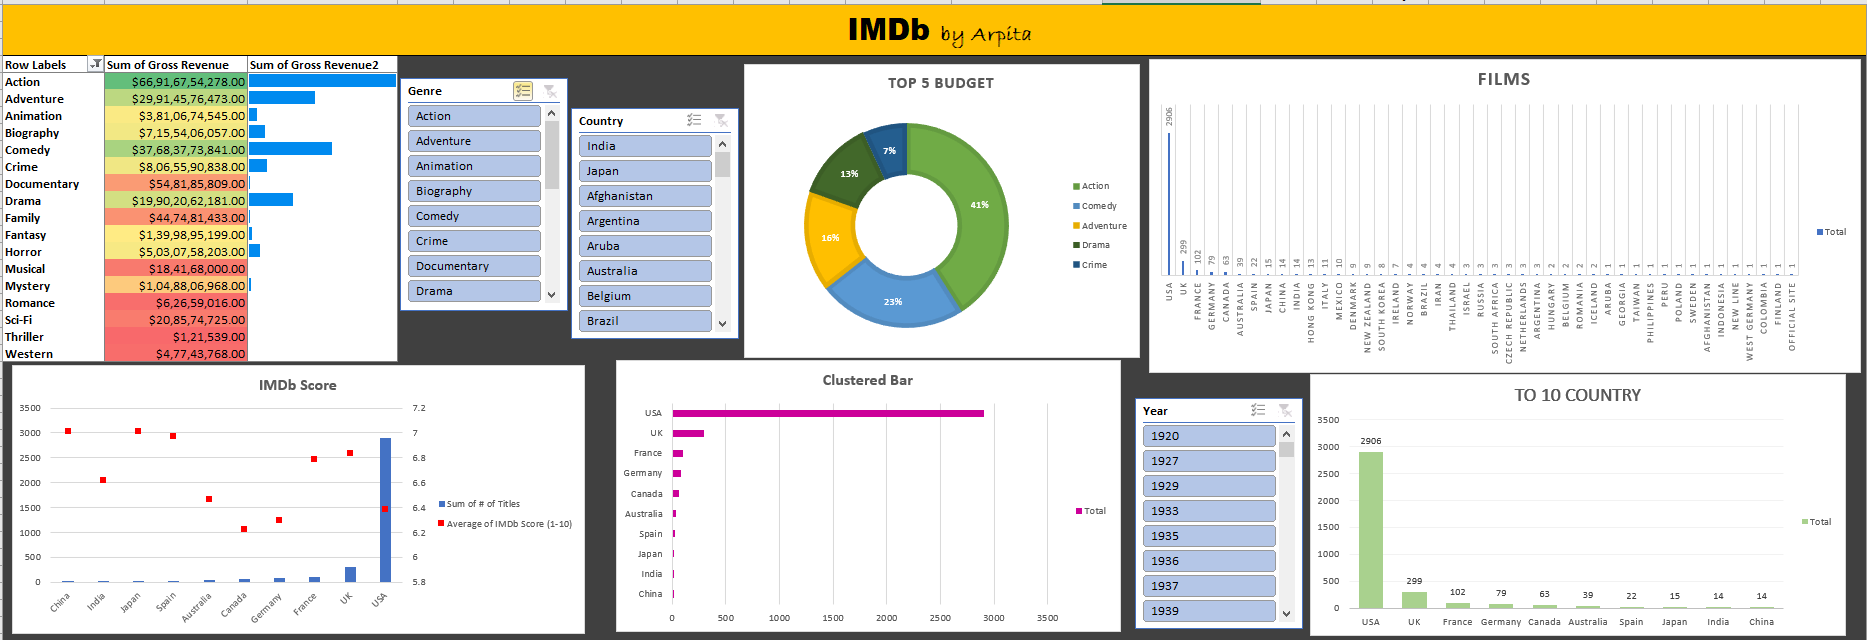 IMDb by Arpita
Row Labels Sum of Gross Revenue Sum of Gross Revenue2
Action $66,91,67,54,278.00
Adventure $29,91,45,76,473.00
Animation $3,81,06,74,545.00
Biography $7,15,54,06,057.00
Comedy $37,68,37,73,841.00
Crime $8,06,55,90,838.00
Documentary $54,81,85,809.00
Drama $19,90,20,62,181.00
Family $44,74,81,433.00
Fantasy $1,39,98,95,199.00
Horror $5,03,07,58,203.00
Musical $18,41,68,000.00
Mystery $1,04,88,06,968.00
Romance $6,26,59,016.00
Sci-Fi $20,85,74,725.00
Thriller $1,21,539.00
Western $4,77,43,768.00
Genre
Action
Adventure
Animation
Biography
Comedy
Crime
Documentary
Drama
Country
India
Japan
Afghanistan
Argentina
Aruba
Australia
Belgium
Brazil
TOP 5 BUDGET
41%
23%
16%
13%
7%
Action
Comedy
Adventure
Drama
Crime
FILMS
2906
299
102
79
63
39
22
15
14
14
13
11
10
9
9
8
7
4
4
4
4
3
3
3
3
3
3
2
2
2
2
1
1
1
1
1
1
1
1
1
1
1
1
1
1
USA
UK
FRANCE
GERMANY
CANADA
AUSTRALIA
SPAIN
JAPAN
CHINA
INDIA
HONG KONG
ITALY
MEXICO
DENMARK
NEW ZEALAND
SOUTH KOREA
IRELAND
NORWAY
BRAZIL
IRAN
THAILAND
ISRAEL
RUSSIA
SOUTH AFRICA
CZECH REPUBLIC
NETHERLANDS
ARGENTINA
HUNGARY
BELGIUM
ROMANIA
ICELAND
ARUBA
GEORGIA
TAIWAN
PHILIPPINES
PERU
POLAND
SWEDEN
AFGHANISTAN
INDONESIA
NEW LINE
WEST GERMANY
COLOMBIA
FINLAND
OFFICIAL SITE
Total
IMDb Score
3500
3000
2500
2000
1500
1000
500
0
7.2
7
6.8
6.6
6.4
6.2
6
5.8
China
India
Japan
Spain
Australia
Canada
Germany
France
UK
USA
Sum of # of Titles
Average of IMDb Score (1-10)
Clustered Bar
USA
UK
France
Germany
Canada
Australia
Spain
Japan
India
China
0 500 1000 1500 2000 2500 3000 3500
Total
Year
1920
1927
1929
1933
1935
1936
1937
1939
TO 10 COUNTRY
3500
3000
2500
2000
1500
1000
500
0
2906
299
102
79
63
39
22
15
14
14
USA UK France Germany Canada Australia Spain Japan India China
Total